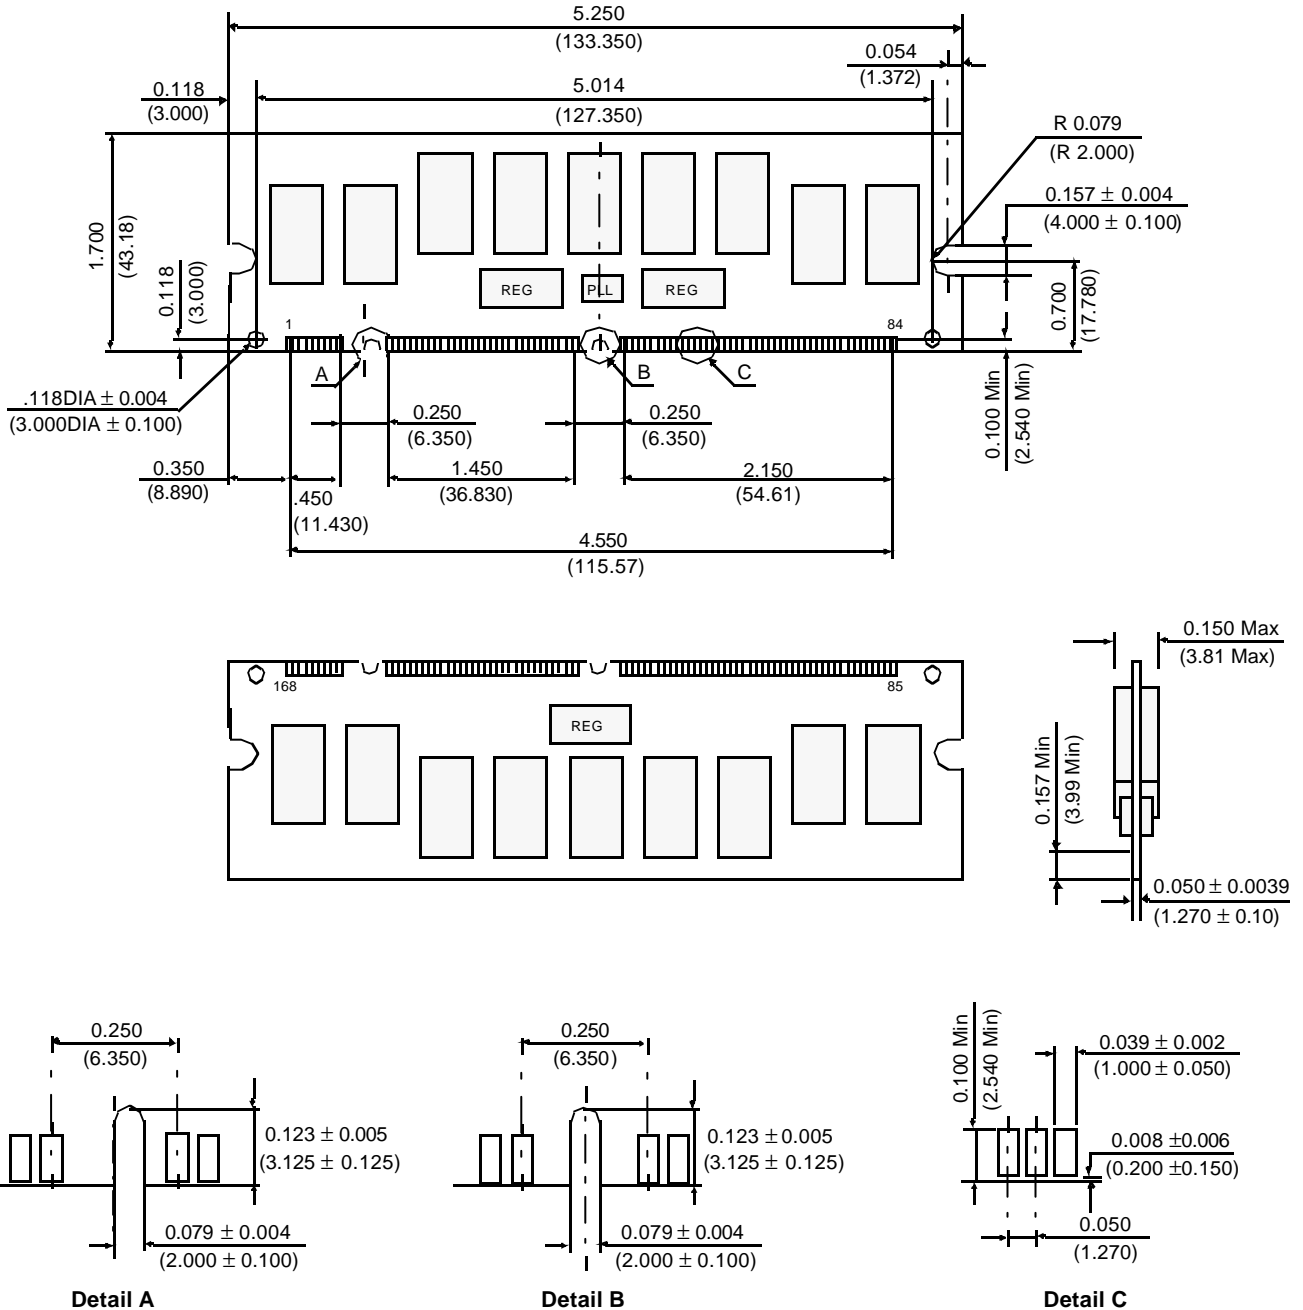 5.250
(133.350)
0.054
(1.372)
0.118
(3.000)
5.014
(127.350)
R 0.079
(R 2.000)
0.157 ± 0.004
(4.000 ± 0.100)
1.700
(43.18)
0.118
(3.000)
REG
PLL
REG
0.700
(17.780)
1
84
A
B
C
.118DIA ± 0.004
(3.000DIA ± 0.100)
0.250
(6.350)
0.250
(6.350)
0.100 Min
(2.540 Min)
0.350
(8.890)
.450
(11.430)
1.450
(36.830)
2.150
(54.61)
4.550
(115.57)
0.150 Max
(3.81 Max)
168
85
REG
0.157 Min
(3.99 Min)
0.050 ± 0.0039
(1.270 ± 0.10)
0.250
(6.350)
0.123 ± 0.005
(3.125 ± 0.125)
0.079 ± 0.004
(2.000 ± 0.100)
Detail A
0.250
(6.350)
0.123 ± 0.005
(3.125 ± 0.125)
0.079 ± 0.004
(2.000 ± 0.100)
Detail B
0.100 Min
(2.540 Min)
0.039 ± 0.002
(1.000 ± 0.050)
0.008 ±0.006
(0.200 ±0.150)
0.050
(1.270)
Detail C